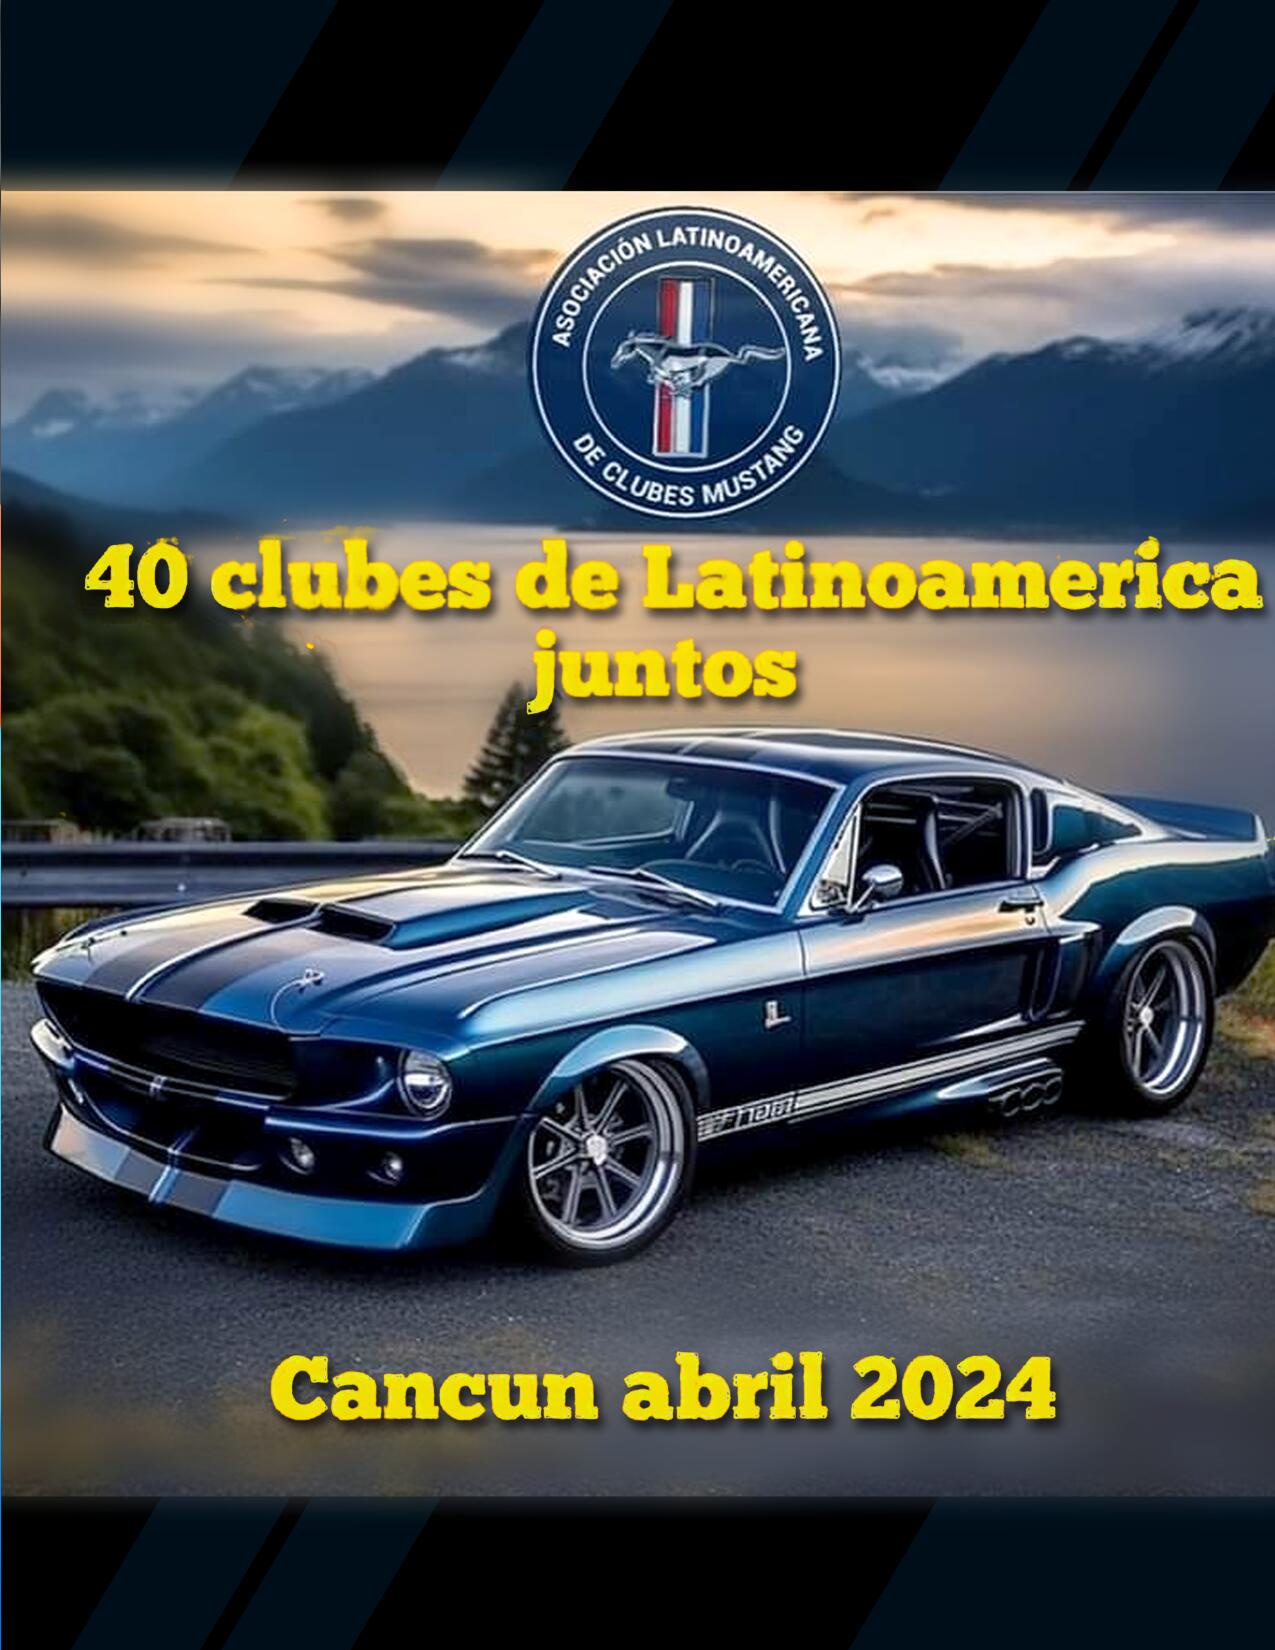 ASOCIACIÓN LATINOAMERICANA
DE CLUBES MUSTANG
40 clubes de Latinoamerica
juntos
Cancun abril 2024